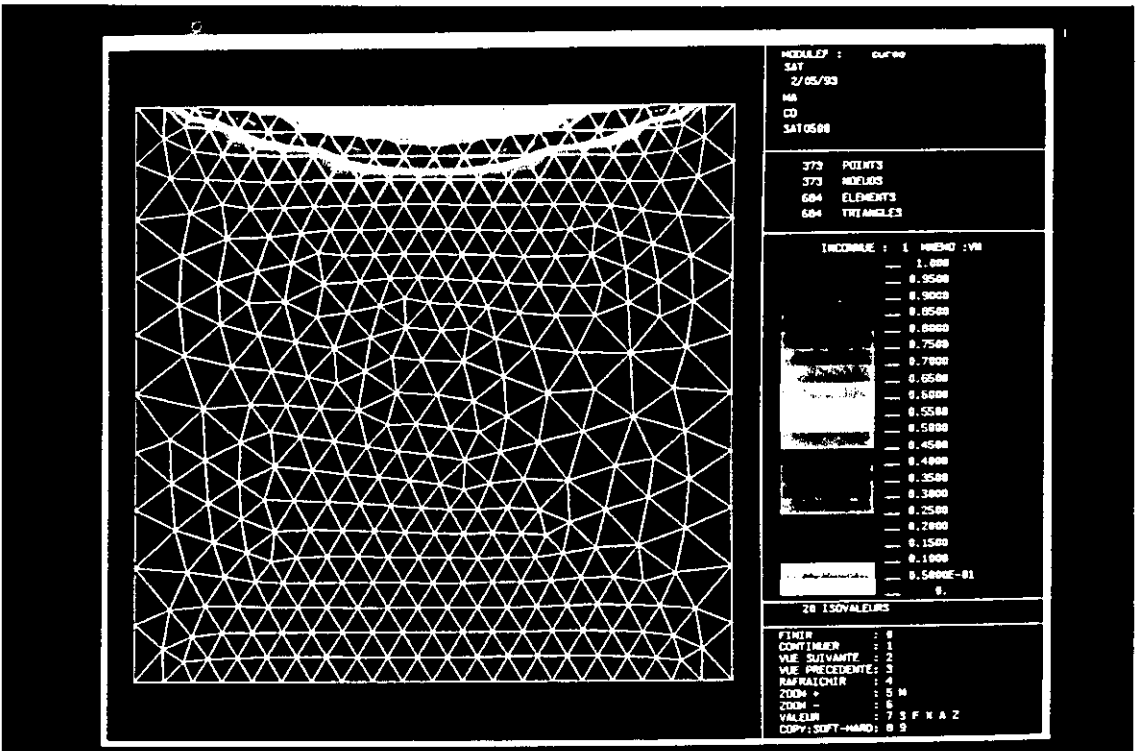 MODULEF : curso
SAT
2/05/93
MA
CO
SAT0500
373 POINTS
373 NOEUDS
684 ELEMENTS
684 TRIANGLES
INCONNUE : 1 MNEMO :VN
1.000
0.9500
0.9000
0.8500
0.8000
0.7500
0.7000
0.6500
0.6000
0.5500
0.5000
0.4500
0.4000
0.3500
0.3000
0.2500
0.2000
0.1500
0.1000
0.5000E-01
0.
20 ISOVALEURS
FINIR : 0
CONTINUER : 1
VUE SUIVANTE : 2
VUE PRECEDENTE: 3
RAFRAICHIR : 4
ZOOM + : 5
ZOOM - : 6
VALEUR : 7 S F X A Z
COPY:SOFT-HARD: 8 9